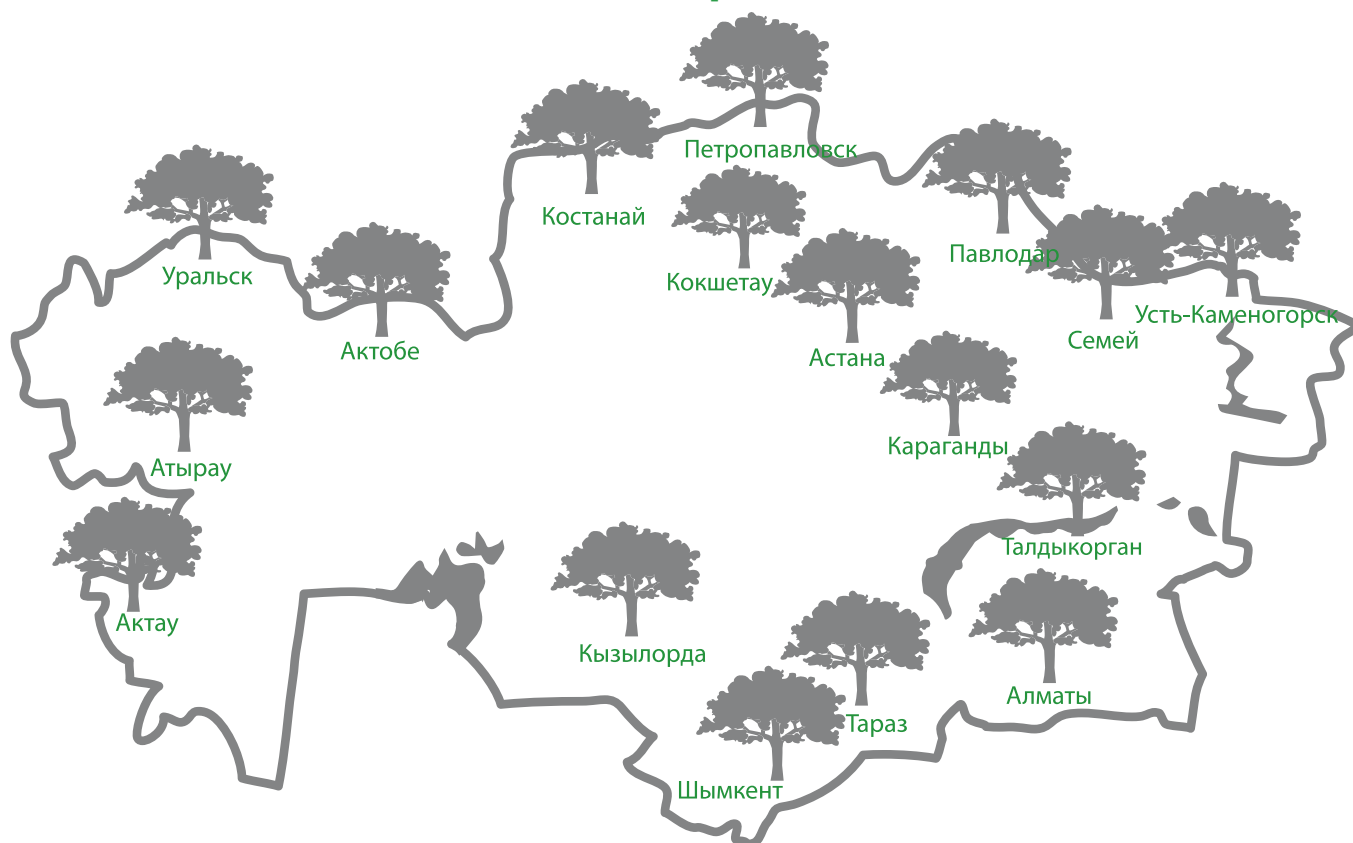 Петропавловск
Костанай
Павлодар
Уральск
Кокшетау
Усть-Каменогорск
Семей
Актобе
Астана
Караганды
Атырау
Талдыкорган
Актау
Кызылорда
Алматы
Тараз
Шымкент